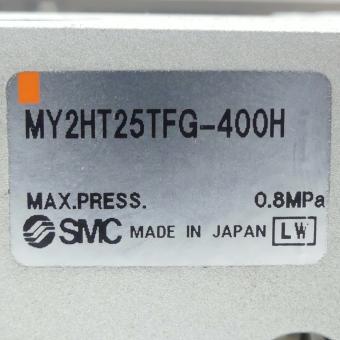 MY2HT25TFG-400H
MAX.PRESS. 0.8MPa
SMC MADE IN JAPAN LW